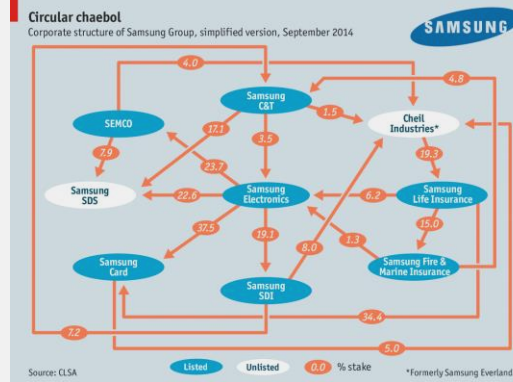 Circular chaebol
Corporate structure of Samsung Group, simplified version, September 2014
SAMSUNG
4.0
4.8
Samsung
C&T
1.5
SEMCO
Cheil
Industries*
17.1
3.5
7.9
23.7
19.3
Samsung
SDS
22.6
Samsung
Electronics
6.2
Samsung
Life Insurance
37.5
19.1
8.0
1.3
15.0
Samsung
Card
Samsung
SDI
Samsung Fire &
Marine Insurance
34.4
7.2
5.0
Source: CLSA
Listed
Unlisted
0.0 % stake
*Formerly Samsung Everland